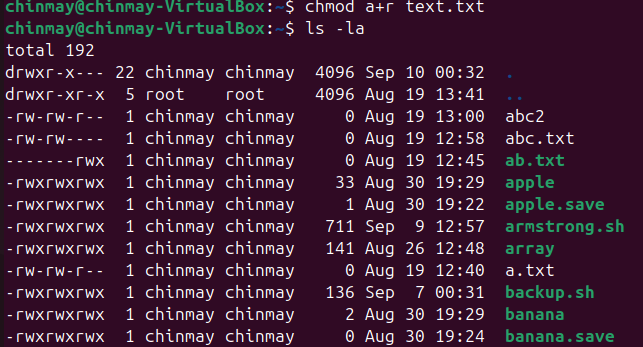 chinmay@chinmay-VirtualBox:~$ chmod a+r text.txt
chinmay@chinmay-VirtualBox:~$ ls -la
total 192
drwxr-x--- 22 chinmay chinmay  4096 Sep 10 00:32 .
drwxr-xr-x  5 root    root     4096 Aug 19 13:41 ..
-rw-rw-r--  1 chinmay chinmay     0 Aug 19 13:00 abc2
-rw-rw----  1 chinmay chinmay     0 Aug 19 12:58 abc.txt
-------rwx  1 chinmay chinmay     0 Aug 19 12:45 ab.txt
-rwxrwxrwx  1 chinmay chinmay    33 Aug 30 19:29 apple
-rwxrwxrwx  1 chinmay chinmay     1 Aug 30 19:22 apple.save
-rwxrwxrwx  1 chinmay chinmay   711 Sep  9 12:57 armstrong.sh
-rwxrwxrwx  1 chinmay chinmay   141 Aug 26 12:48 array
-rw-rw-r--  1 chinmay chinmay     0 Aug 19 12:40 a.txt
-rwxrwxrwx  1 chinmay chinmay   136 Sep  7 00:31 backup.sh
-rwxrwxrwx  1 chinmay chinmay     2 Aug 30 19:29 banana
-rwxrwxrwx  1 chinmay chinmay     0 Aug 30 19:24 banana.save